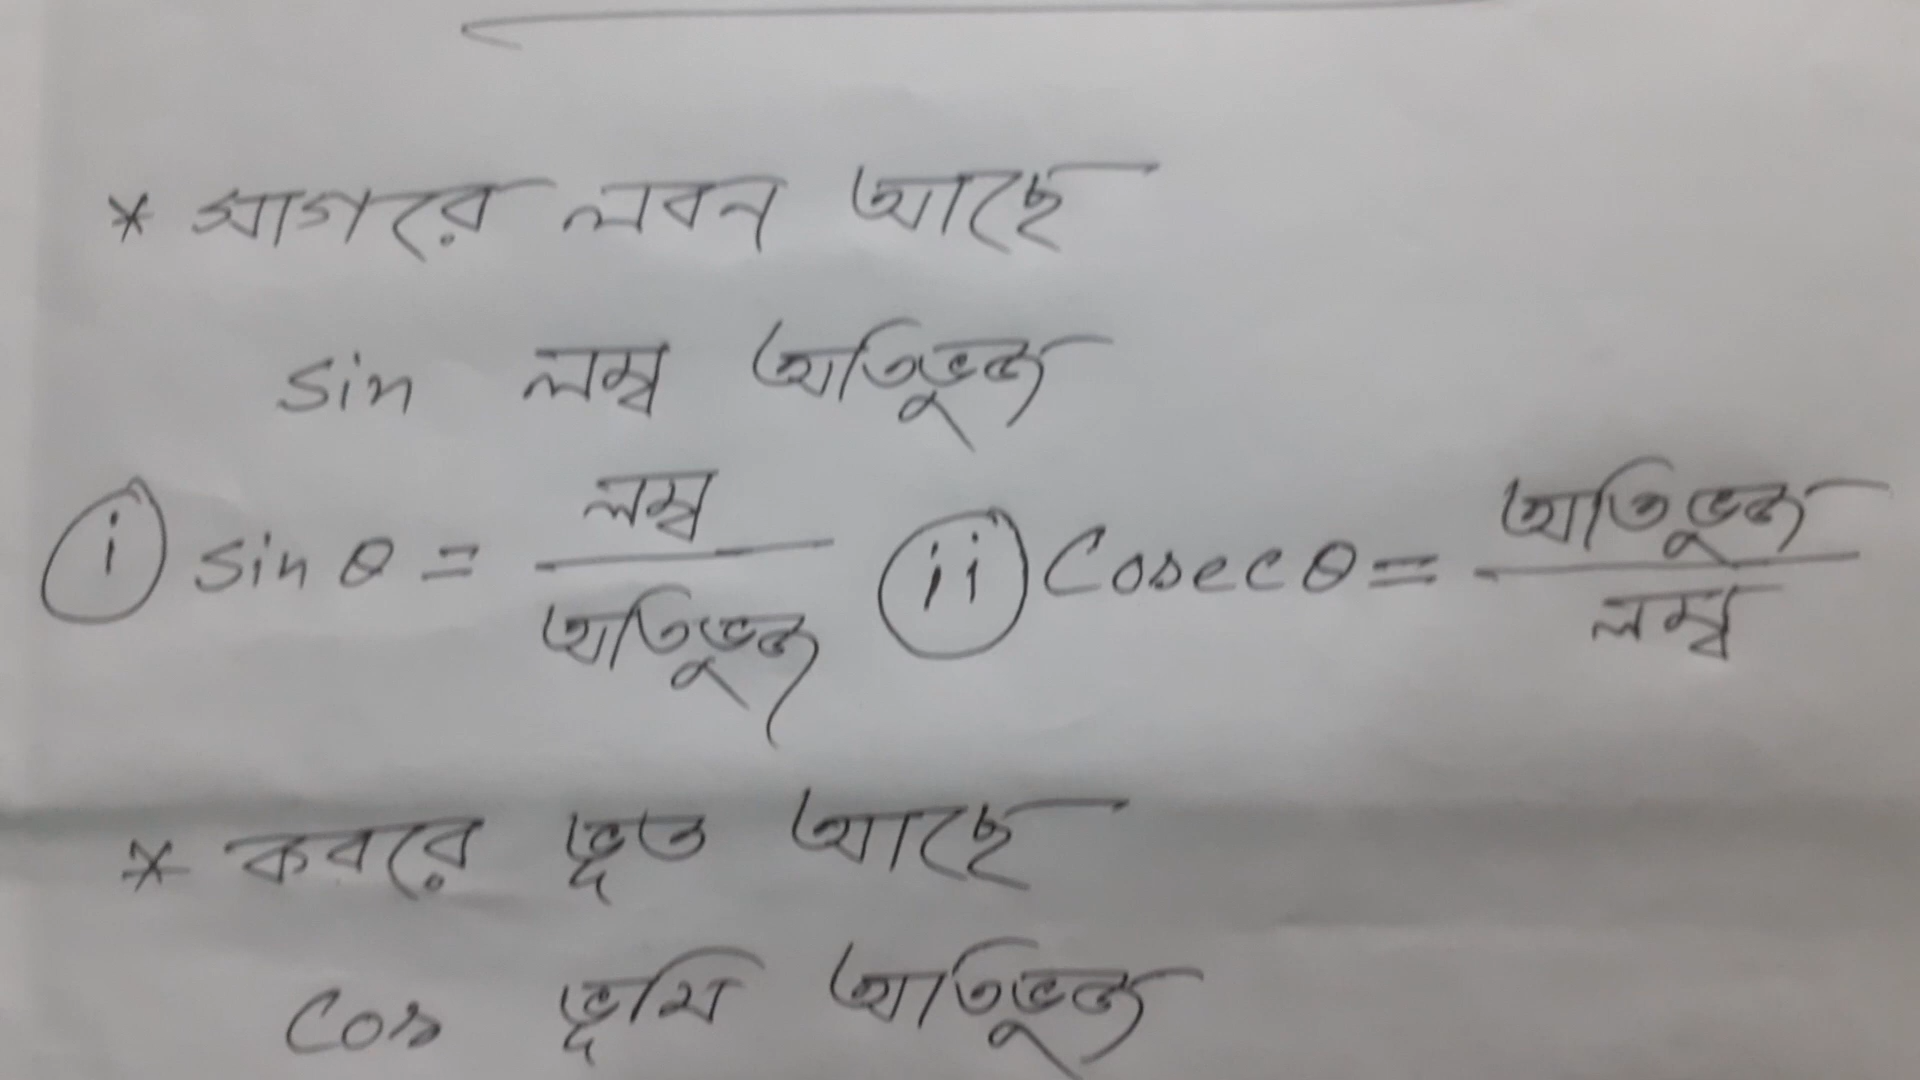 * সাগরে লবন আছে
sin লম্ব অতিভূজ
(i) sin θ = লম্ব / অতিভূজ (ii) Cosec θ = অতিভূজ / লম্ব
* কবরে ভূত আছে
Cos ভূমি অতিভূজ